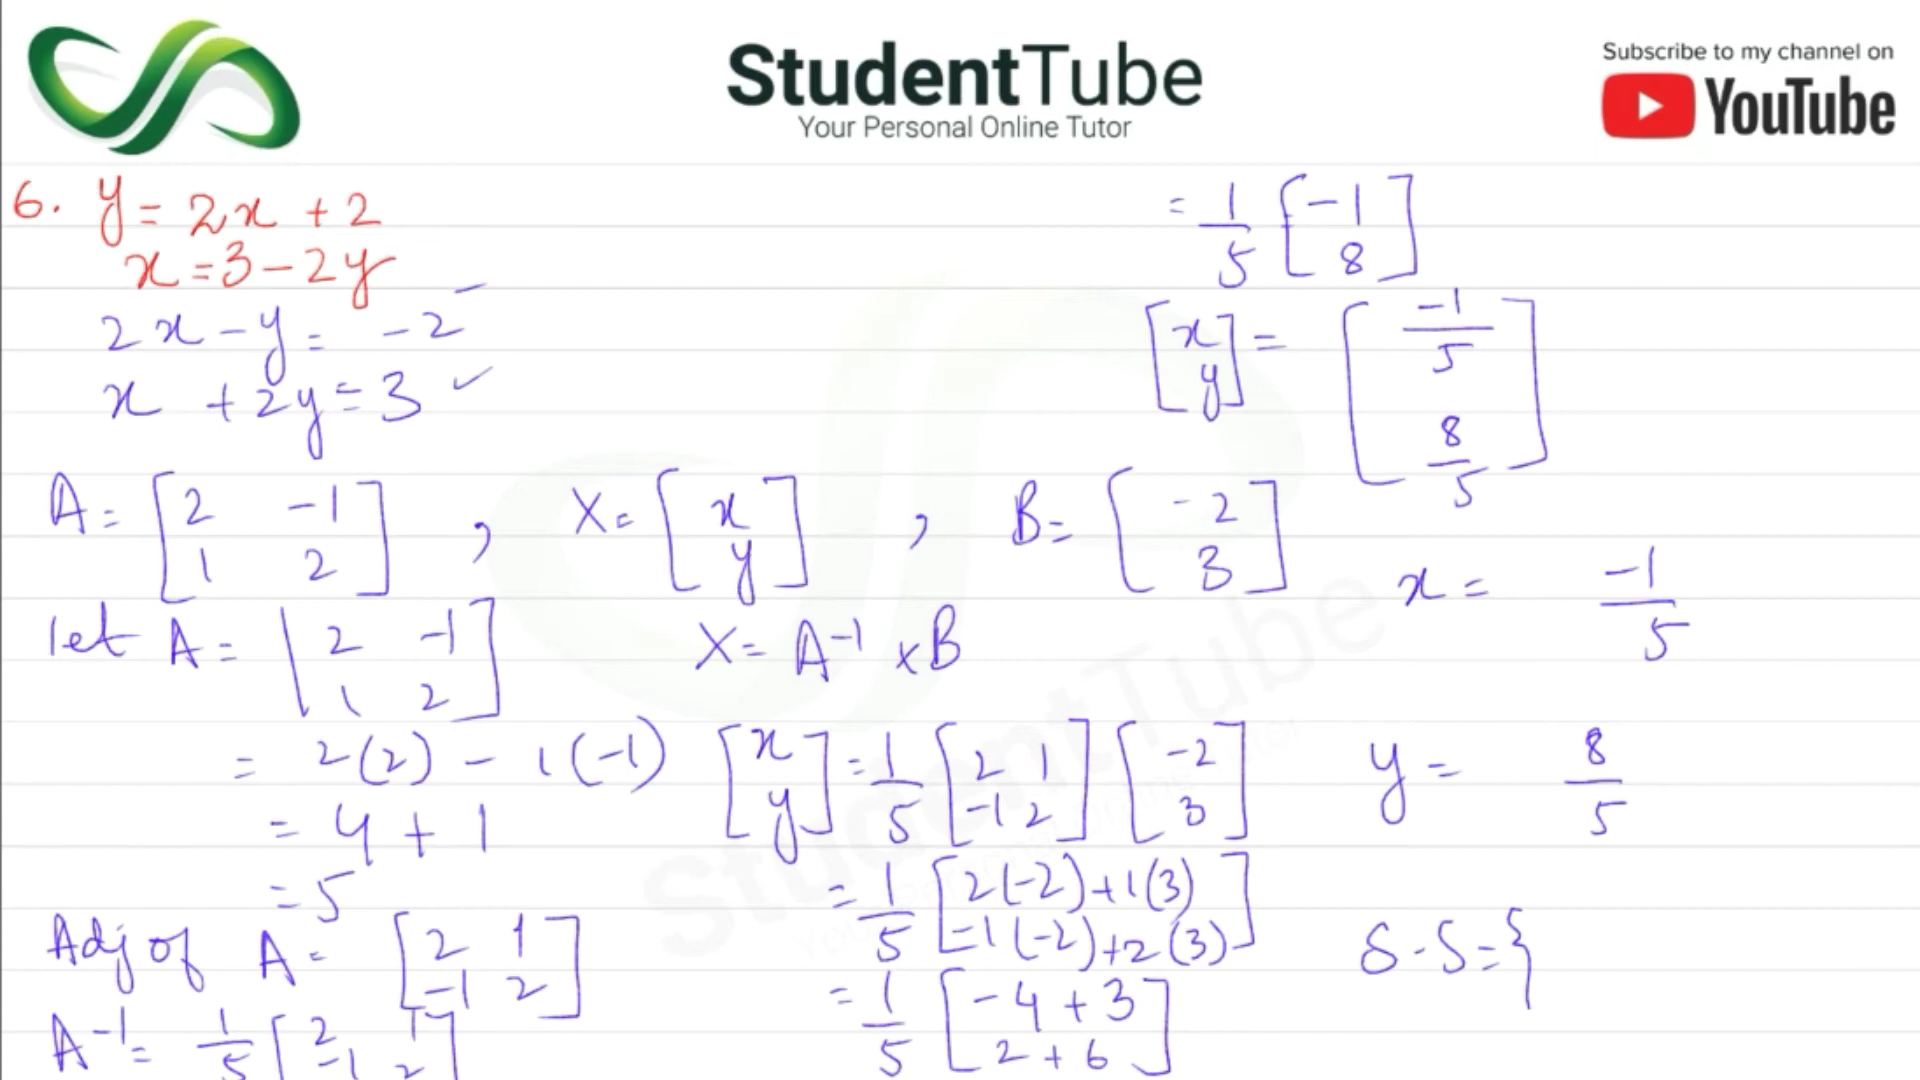 StudentTube
Your Personal Online Tutor
Subscribe to my channel on
YouTube
6. y = 2x + 2
x = 3 - 2y
2x - y = -2
x + 2y = 3 ✓
A = [2 -1
1 2] , X = [x
y] , B = [-2
3]
let A = [2 -1
1 2]
= 2(2) - 1(-1)
= 4 + 1
= 5
Adj of A = [2 1
-1 2]
A^-1 = 1/5 [2 1
-1 2]
X = A^-1 × B
[x
y] = 1/5 [2 1
-1 2] [-2
3]
= 1/5 [2(-2)+1(3)
-1(-2)+2(3)]
= 1/5 [-4 + 3
2 + 6]
= 1/5 [-1
8]
[x
y] = [-1/5
8/5]
x = -1/5
y = 8/5
S.S = {
StudentTube